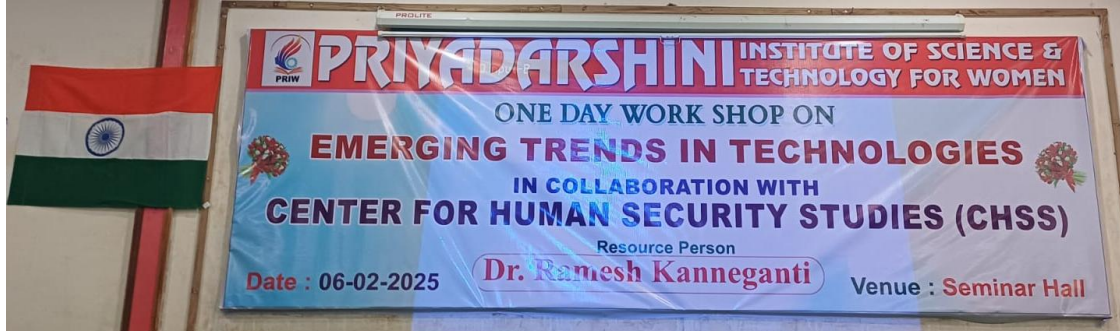 PROLITE
PRIYADARSHINI INSTITUTE OF SCIENCE &
TECHNOLOGY FOR WOMEN
PRIW
ONE DAY WORK SHOP ON
EMERGING TRENDS IN TECHNOLOGIES
IN COLLABORATION WITH
CENTER FOR HUMAN SECURITY STUDIES (CHSS)
Resource Person
Dr. Ramesh Kanneganti
Date : 06-02-2025
Venue : Seminar Hall